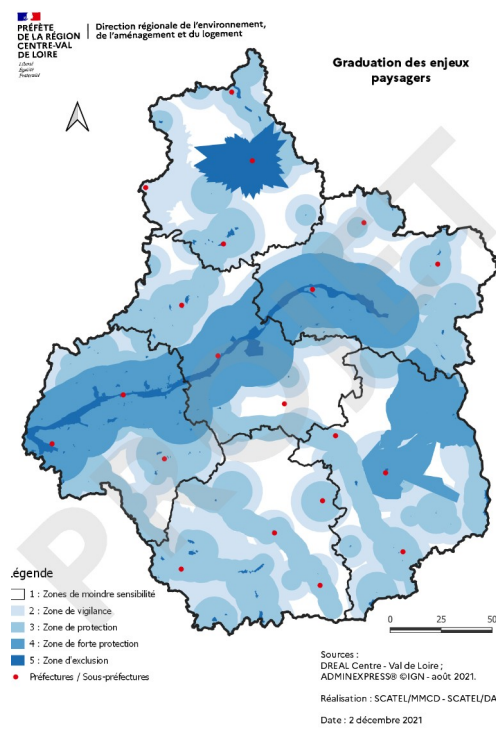 PRÉFÈTE
DE LA RÉGION
CENTRE-VAL
DE LOIRE
Liberté
Égalité
Fraternité
Direction régionale de l'environnement,
de l'aménagement et du logement
Graduation des enjeux
paysagers
PROJET
Légende
1 : Zones de moindre sensibilité
2 : Zone de vigilance
3 : Zone de protection
4 : Zone de forte protection
5 : Zone d'exclusion
Préfectures / Sous-préfectures
0 25 50
Sources :
DREAL Centre - Val de Loire ;
ADMINEXPRESS® ©IGN - août 2021.
Réalisation : SCATEL/MMCD - SCATEL/DA
Date : 2 décembre 2021